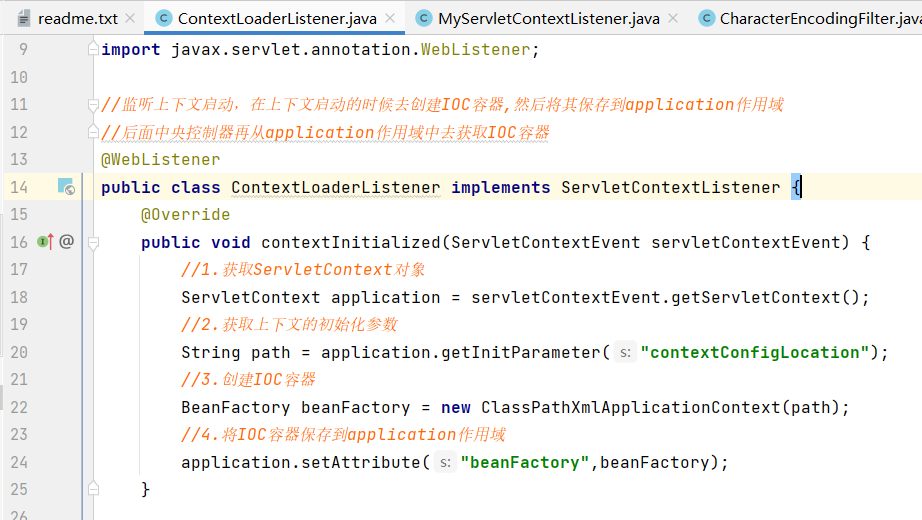 readme.txt ContextLoaderListener.java MyServletContextListener.java CharacterEncodingFilter.java
9 import javax.servlet.annotation.WebListener;
10
11 //监听上下文启动，在上下文启动的时候去创建IOC容器,然后将其保存到application作用域
12 //后面中央控制器再从application作用域中去获取IOC容器
13 @WebListener
14 public class ContextLoaderListener implements ServletContextListener {
15 @Override
16 public void contextInitialized(ServletContextEvent servletContextEvent) {
17 //1.获取ServletContext对象
18 ServletContext application = servletContextEvent.getServletContext();
19 //2.获取上下文的初始化参数
20 String path = application.getInitParameter( s: "contextConfigLocation");
21 //3.创建IOC容器
22 BeanFactory beanFactory = new ClassPathXmlApplicationContext(path);
23 //4.将IOC容器保存到application作用域
24 application.setAttribute( s: "beanFactory",beanFactory);
25 }
26